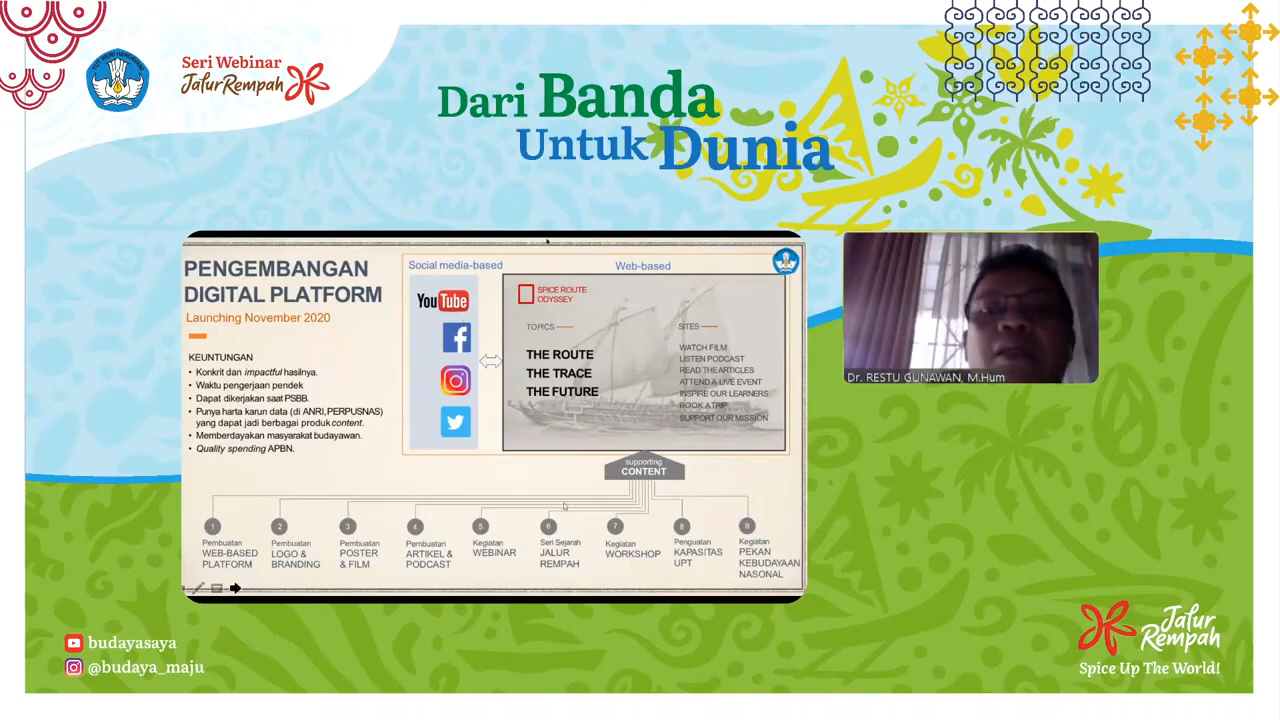 TUT WURI HANDAYANI
Seri Webinar
Jalur Rempah
Dari Banda
Untuk Dunia
PENGEMBANGAN
DIGITAL PLATFORM
Launching November 2020
KEUNTUNGAN
• Konkrit dan impactful hasilnya.
• Waktu pengerjaan pendek
• Dapat dikerjakan saat PSBB.
• Punya harta karun data (di ANRI, PERPUSNAS)
yang dapat jadi berbagai produk content.
• Memberdayakan masyarakat budayawan.
• Quality spending APBN.
Social media-based
YouTube
Web-based
SPICE ROUTE
ODYSSEY
TOPICS
THE ROUTE
THE TRACE
THE FUTURE
SITES
WATCH FILM
LISTEN PODCAST
READ THE ARTICLES
ATTEND A LIVE EVENT
INSPIRE OUR LEARNERS
BOOK A TRIP
SUPPORT OUR MISSION
supporting
CONTENT
1
Pembuatan
WEB-BASED
PLATFORM
2
Pembuatan
LOGO &
BRANDING
3
Pembuatan
POSTER
& FILM
4
Pembuatan
ARTIKEL &
PODCAST
5
Kegiatan
WEBINAR
6
Seri Sejarah
JALUR
REMPAH
7
Kegiatan
WORKSHOP
8
Penguatan
KAPASITAS
UPT
9
Kegiatan
PEKAN
KEBUDAYAAN
NASONAL
Dr. RESTU GUNAWAN, M.Hum
budayasaya
@budaya_maju
Jalur
Rempah
Spice Up The World!